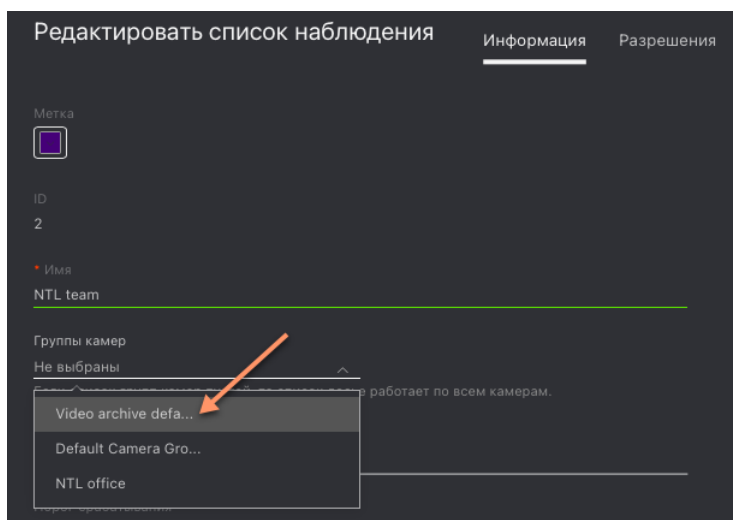 Редактировать список наблюдения
Информация Разрешения
Метка
ID
2
* Имя
NTL team
Группы камер
Не выбраны
работает по всем камерам.
Video archive defa...
Default Camera Gro...
NTL office